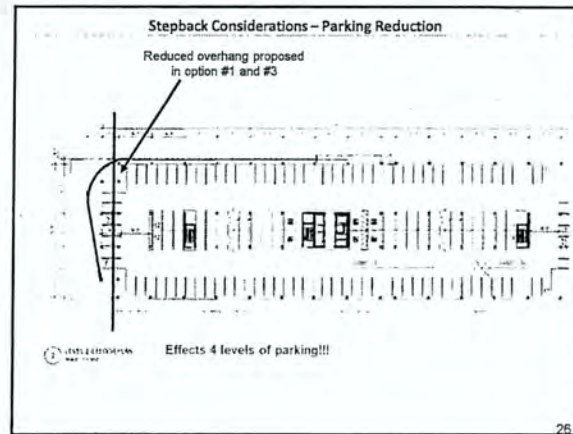 Stepback Considerations – Parking Reduction
Reduced overhang proposed
in option #1 and #3
Effects 4 levels of parking!!!
26